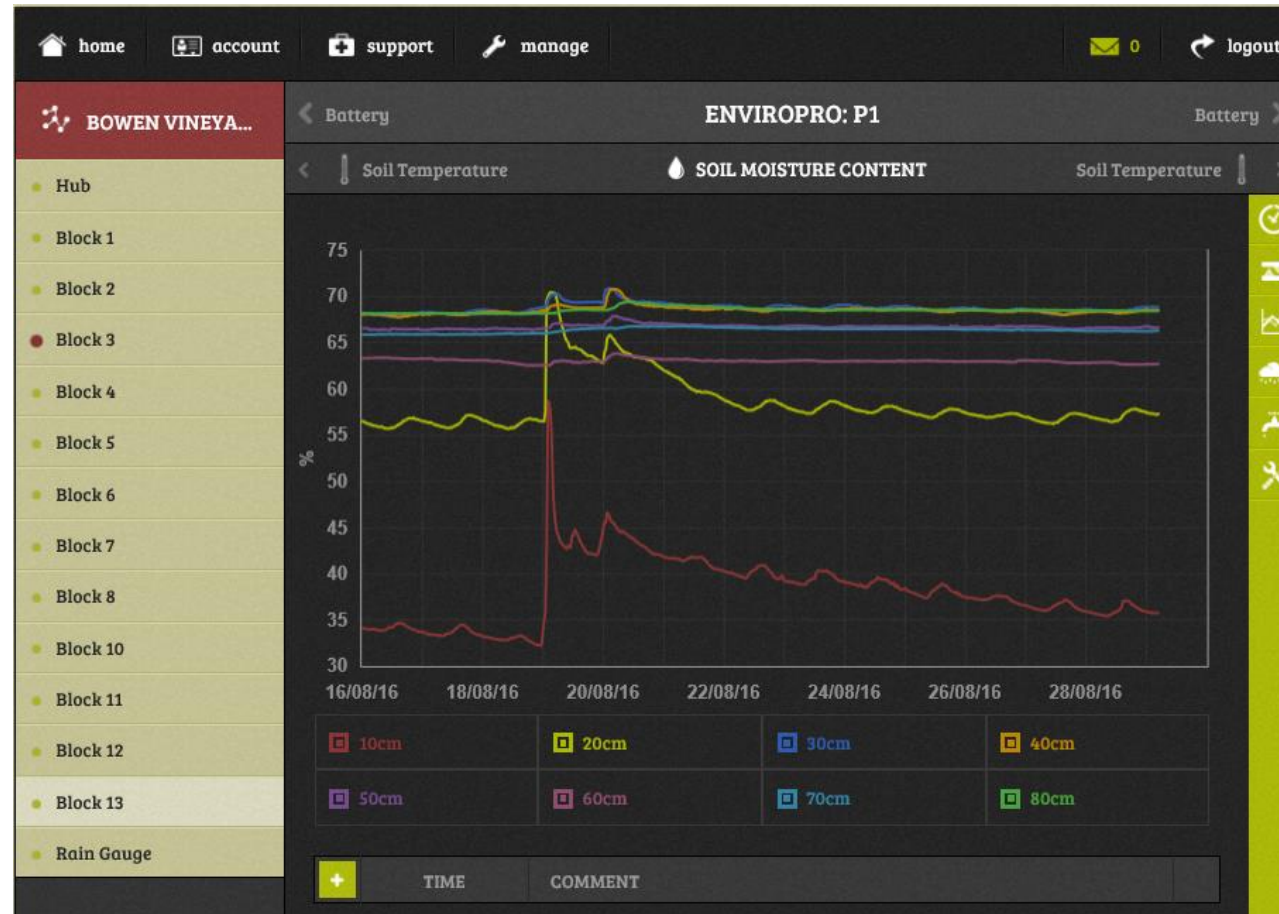 home account support manage 0 logout
BOWEN VINEYA...
Battery ENVIROPRO: P1 Battery
Soil Temperature SOIL MOISTURE CONTENT Soil Temperature
Hub
Block 1
Block 2
Block 3
Block 4
Block 5
Block 6
Block 7
Block 8
Block 10
Block 11
Block 12
Block 13
Rain Gauge
75
70
65
60
55
%
50
45
40
35
30
16/08/16 18/08/16 20/08/16 22/08/16 24/08/16 26/08/16 28/08/16
10cm 20cm 30cm 40cm
50cm 60cm 70cm 80cm
+ TIME COMMENT